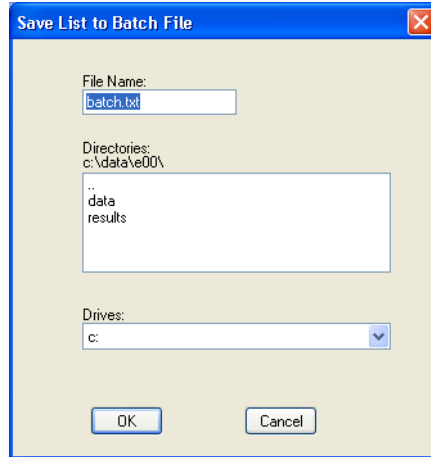 Save List to Batch File
File Name:
batch.txt
Directories:
c:\data\e00\
..
data
results
Drives:
c:
OK
Cancel